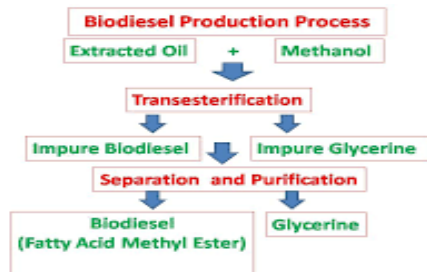 Biodiesel Production Process
Extracted Oil + Methanol
Transesterification
Impure Biodiesel Impure Glycerine
Separation and Purification
Biodiesel Glycerine
(Fatty Acid Methyl Ester)